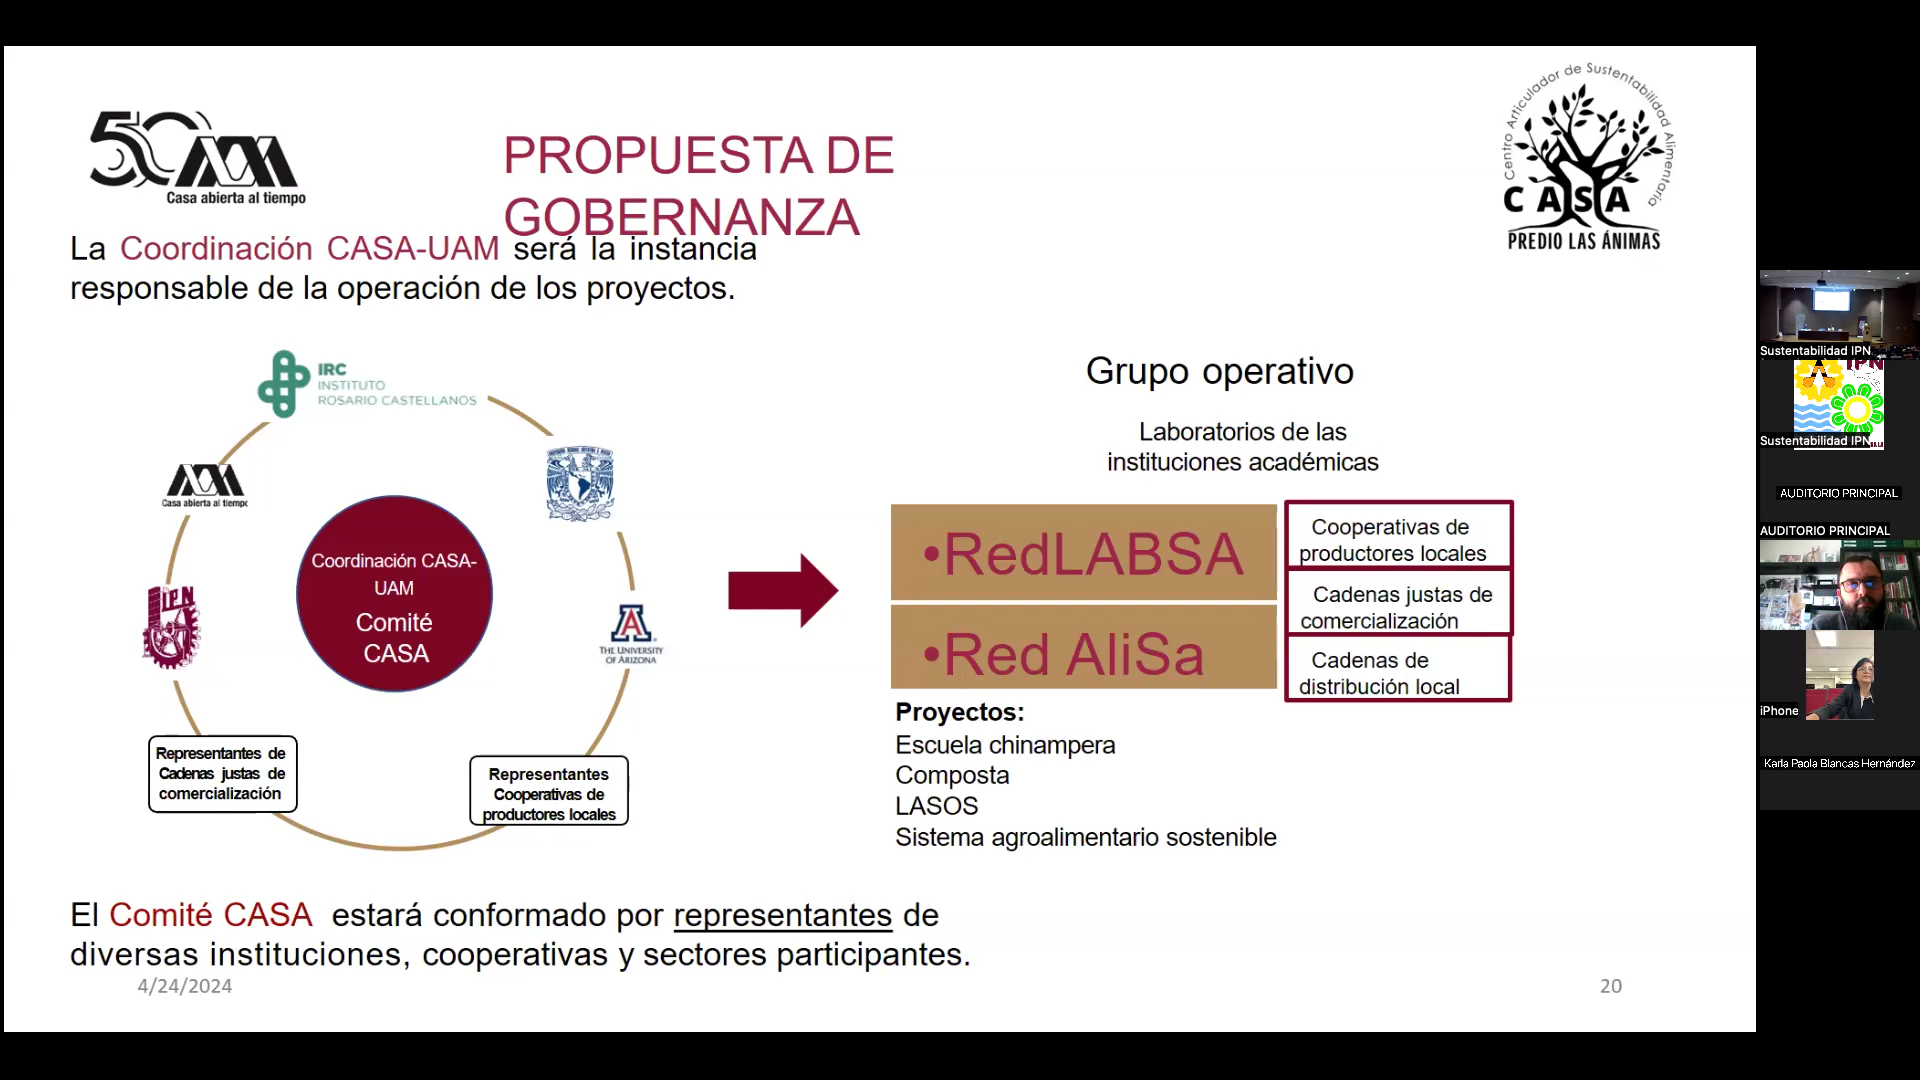 50
Casa abierta al tiempo
PROPUESTA DE
GOBERNANZA
Centro Articulador de Sustentabilidad Alimentaria
CASA
PREDIO LAS ÁNIMAS
La Coordinación CASA-UAM será la instancia
responsable de la operación de los proyectos.
IRC
INSTITUTO
ROSARIO CASTELLANOS
Casa abierta al tiempo
IPN
A
THE UNIVERSITY
OF ARIZONA
Coordinación CASA-
UAM
Comité
CASA
Representantes de
Cadenas justas de
comercialización
Representantes
Cooperativas de
productores locales
Grupo operativo
Laboratorios de las
instituciones académicas
•RedLABSA
•Red AliSa
Cooperativas de
productores locales
Cadenas justas de
comercialización
Cadenas de
distribución local
Proyectos:
Escuela chinampera
Composta
LASOS
Sistema agroalimentario sostenible
El Comité CASA estará conformado por representantes de
diversas instituciones, cooperativas y sectores participantes.
4/24/2024
20
Sustentabilidad IPN
IPN
Sustentabilidad IPN
AUDITORIO PRINCIPAL
AUDITORIO PRINCIPAL
iPhone
Karla Paola Blancas Hernández